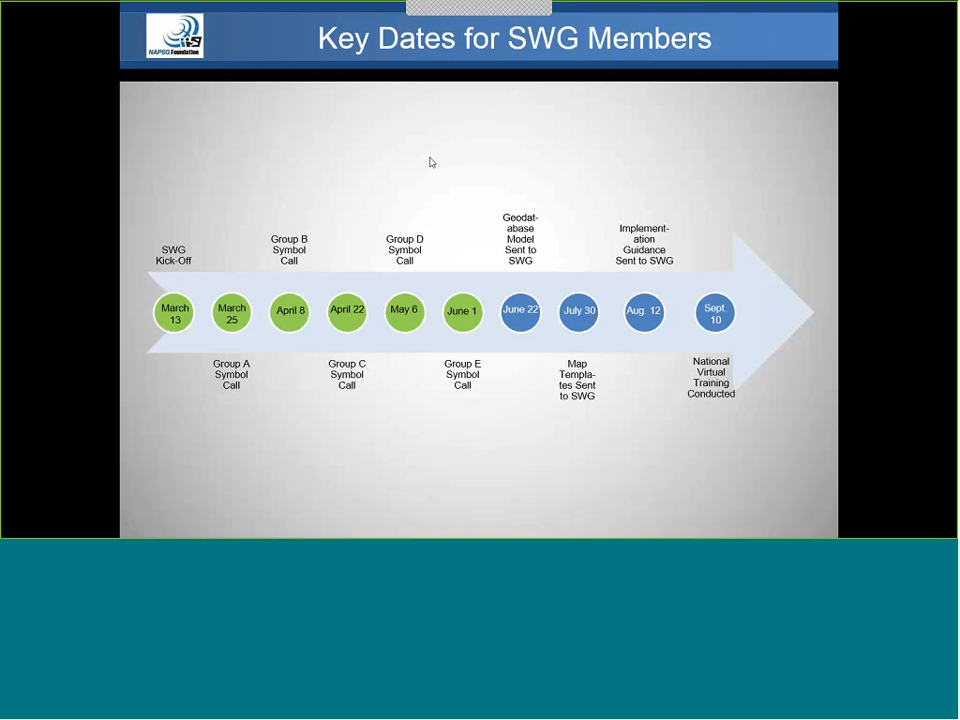 Key Dates for SWG Members
NAPSG Foundation
SWG
Kick-Off
Group B
Symbol
Call
Group D
Symbol
Call
Geodat-
abase
Model
Sent to
SWG
Implement-
ation
Guidance
Sent to SWG
March
13
March
25
April 8
April 22
May 6
June 1
June 22
July 30
Aug. 12
Sept.
10
Group A
Symbol
Call
Group C
Symbol
Call
Group E
Symbol
Call
Map
Templa-
tes Sent
to SWG
National
Virtual
Training
Conducted